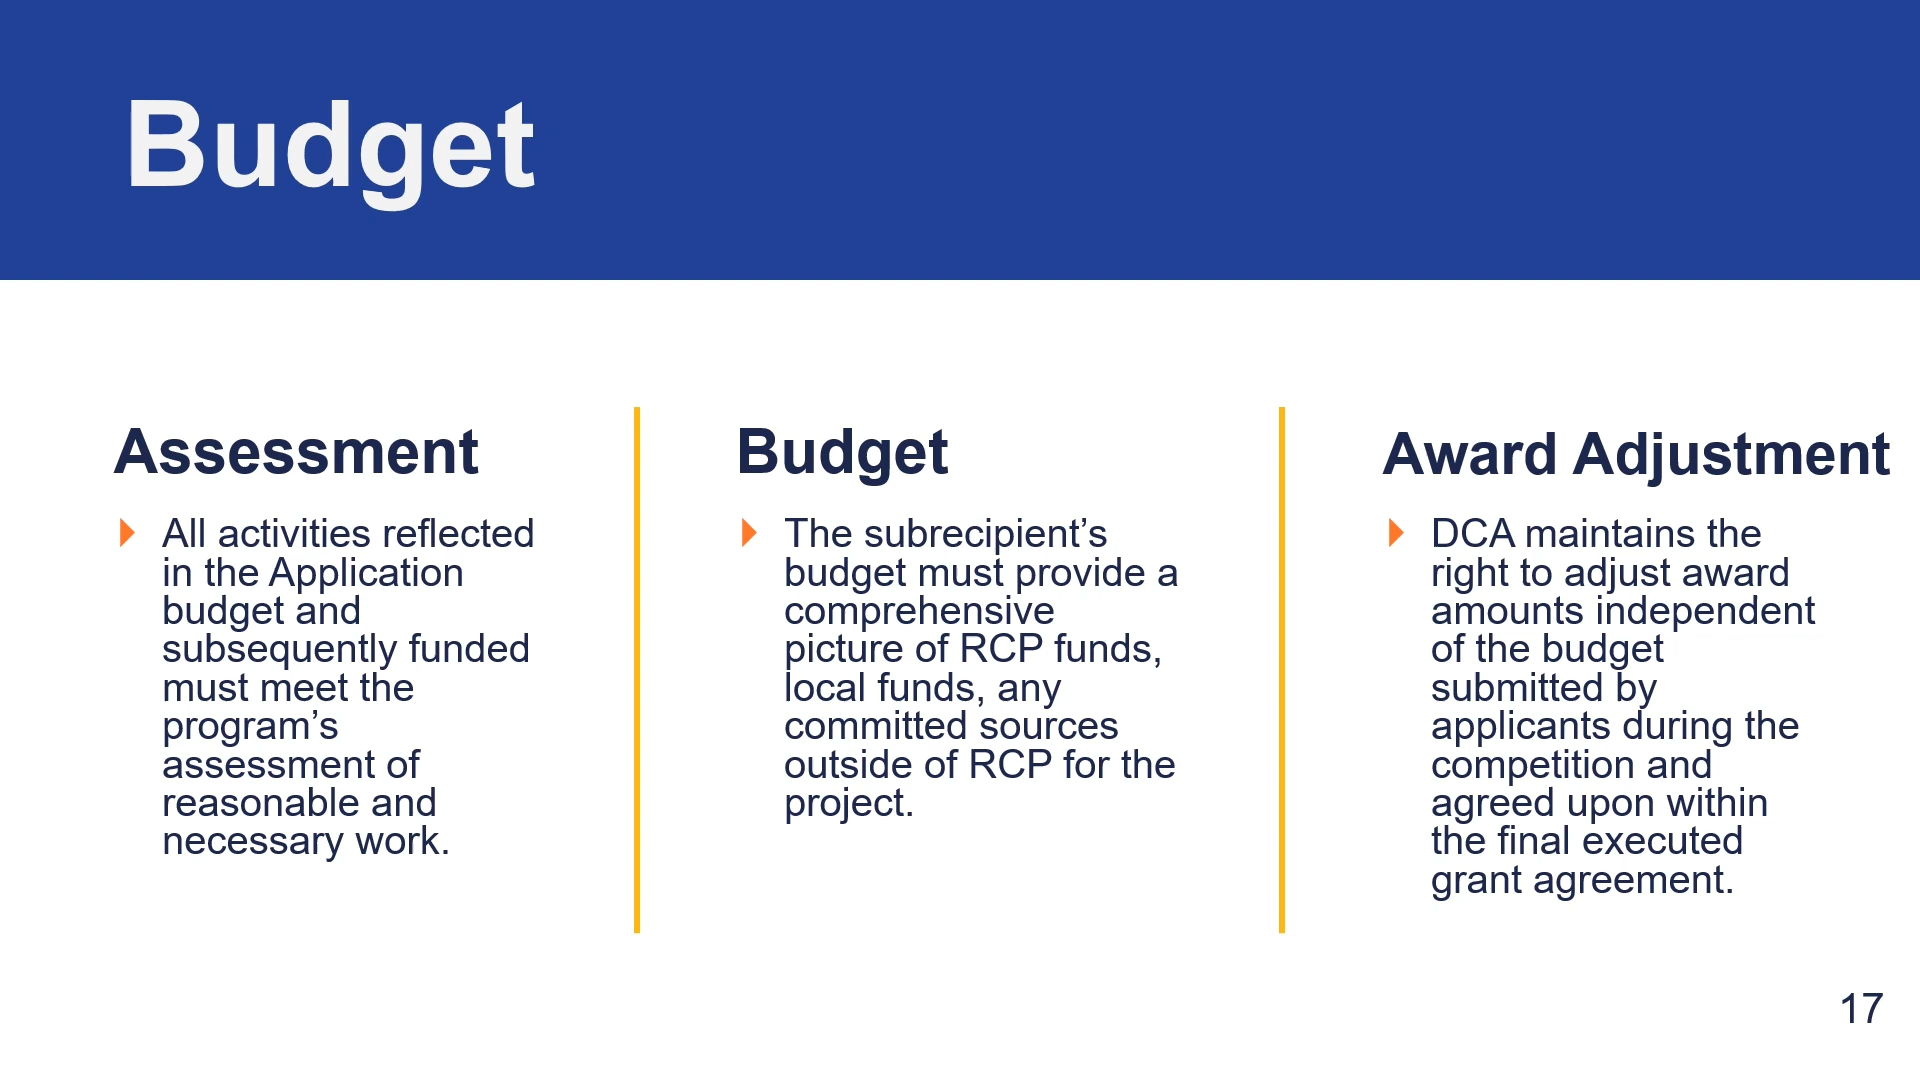 Budget
Assessment
All activities reflected
in the Application
budget and
subsequently funded
must meet the
program’s
assessment of
reasonable and
necessary work.
Budget
The subrecipient’s
budget must provide a
comprehensive
picture of RCP funds,
local funds, any
committed sources
outside of RCP for the
project.
Award Adjustment
DCA maintains the
right to adjust award
amounts independent
of the budget
submitted by
applicants during the
competition and
agreed upon within
the final executed
grant agreement.
17